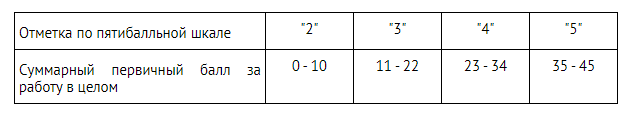 Отметка по пятибалльной шкале "2" "3" "4" "5"
Суммарный первичный балл за 0 - 10 11 - 22 23 - 34 35 - 45
работу в целом